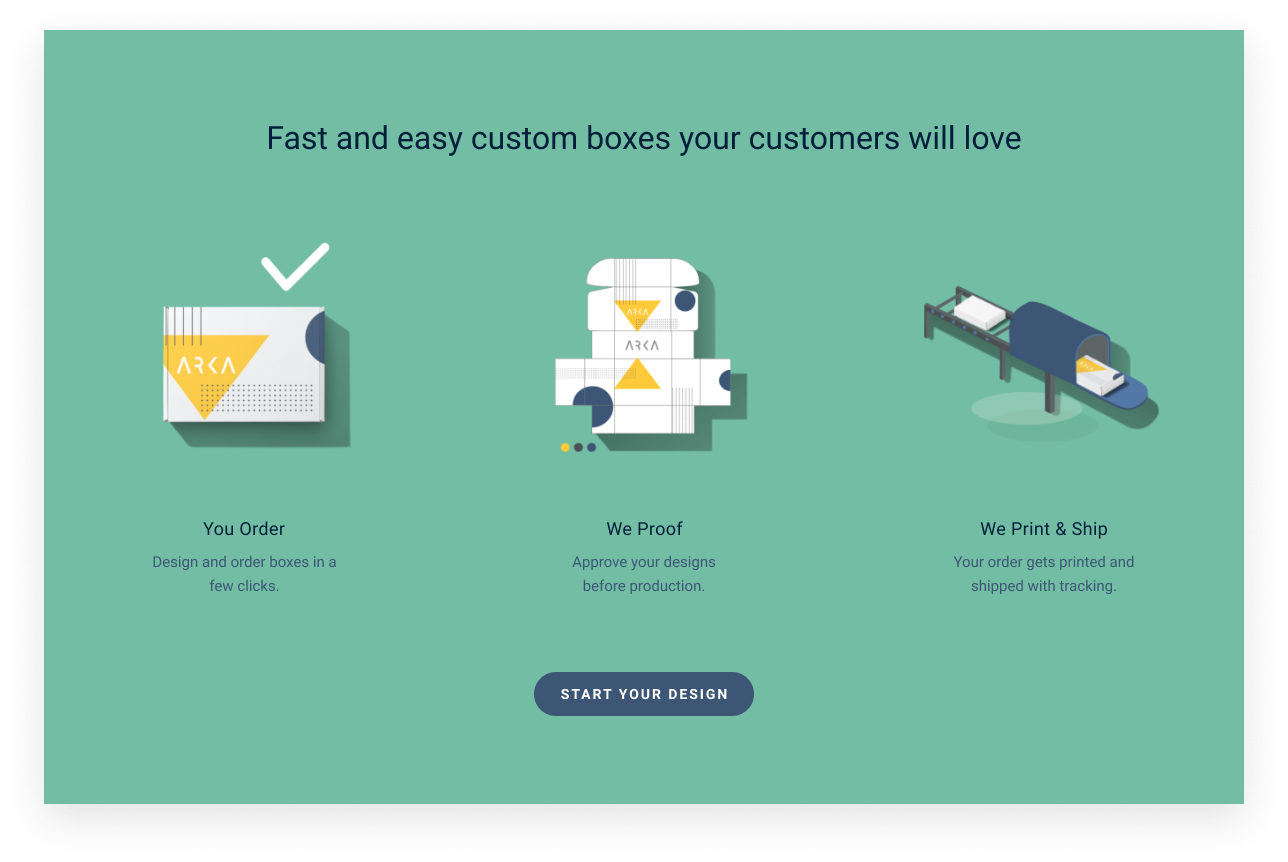 Fast and easy custom boxes your customers will love
ARKA
ARKA
ARKA
You Order
Design and order boxes in a
few clicks.
We Proof
Approve your designs
before production.
We Print & Ship
Your order gets printed and
shipped with tracking.
START YOUR DESIGN